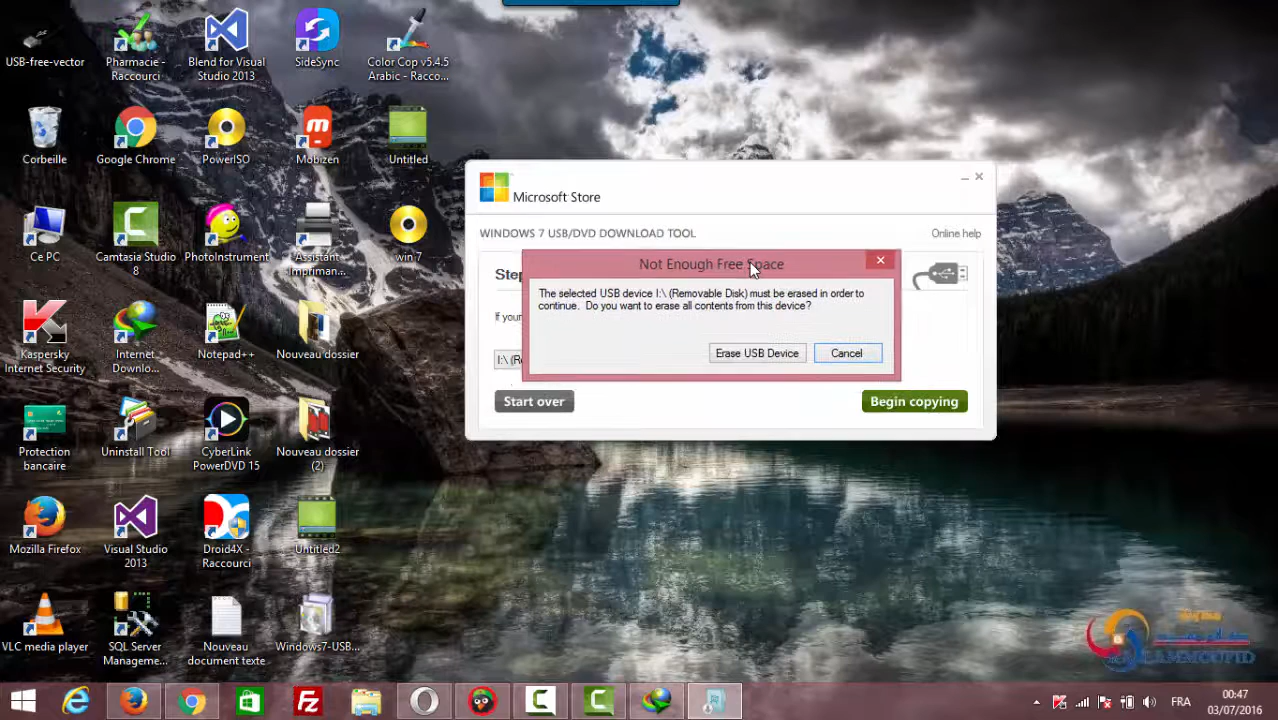 USB-free-vector
Pharmacie -
Raccourci
Blend for Visual
Studio 2013
SideSync
Color Cop v5.4.5
Arabic - Racco...
Corbeille
Google Chrome
PowerISO
Mobizen
Untitled
Ce PC
Camtasia Studio
8
PhotoInstrument
Assistant
Impriman...
win 7
Kaspersky
Internet Security
Internet
Downlo...
Notepad++
Nouveau dossier
Protection
bancaire
Uninstall Tool
CyberLink
PowerDVD 15
Nouveau dossier
(2)
Mozilla Firefox
Visual Studio
2013
Droid4X -
Raccourci
Untitled2
VLC media player
SQL Server
Manageme...
Nouveau
document texte
Windows7-USB...
Microsoft Store
WINDOWS 7 USB/DVD DOWNLOAD TOOL
Online help
Step
If your
I:\ (R
Not Enough Free Space
The selected USB device I:\ (Removable Disk) must be erased in order to
continue. Do you want to erase all contents from this device?
Erase USB Device
Cancel
Start over
Begin copying
FRA
00:47
03/07/2016